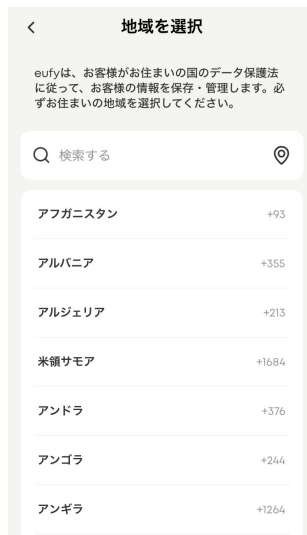 地域を選択
eufyは、お客様がお住まいの国のデータ保護法
に従って、お客様の情報を保存・管理します。必
ずお住まいの地域を選択してください。
検索する
アフガニスタン +93
アルバニア +355
アルジェリア +213
米領サモア +1684
アンドラ +376
アンゴラ +244
アンギラ +1264